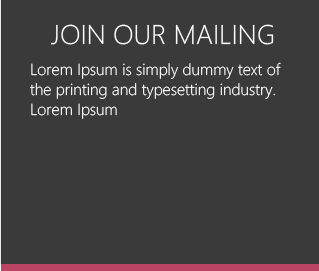 JOIN OUR MAILING
Lorem Ipsum is simply dummy text of
the printing and typesetting industry.
Lorem Ipsum